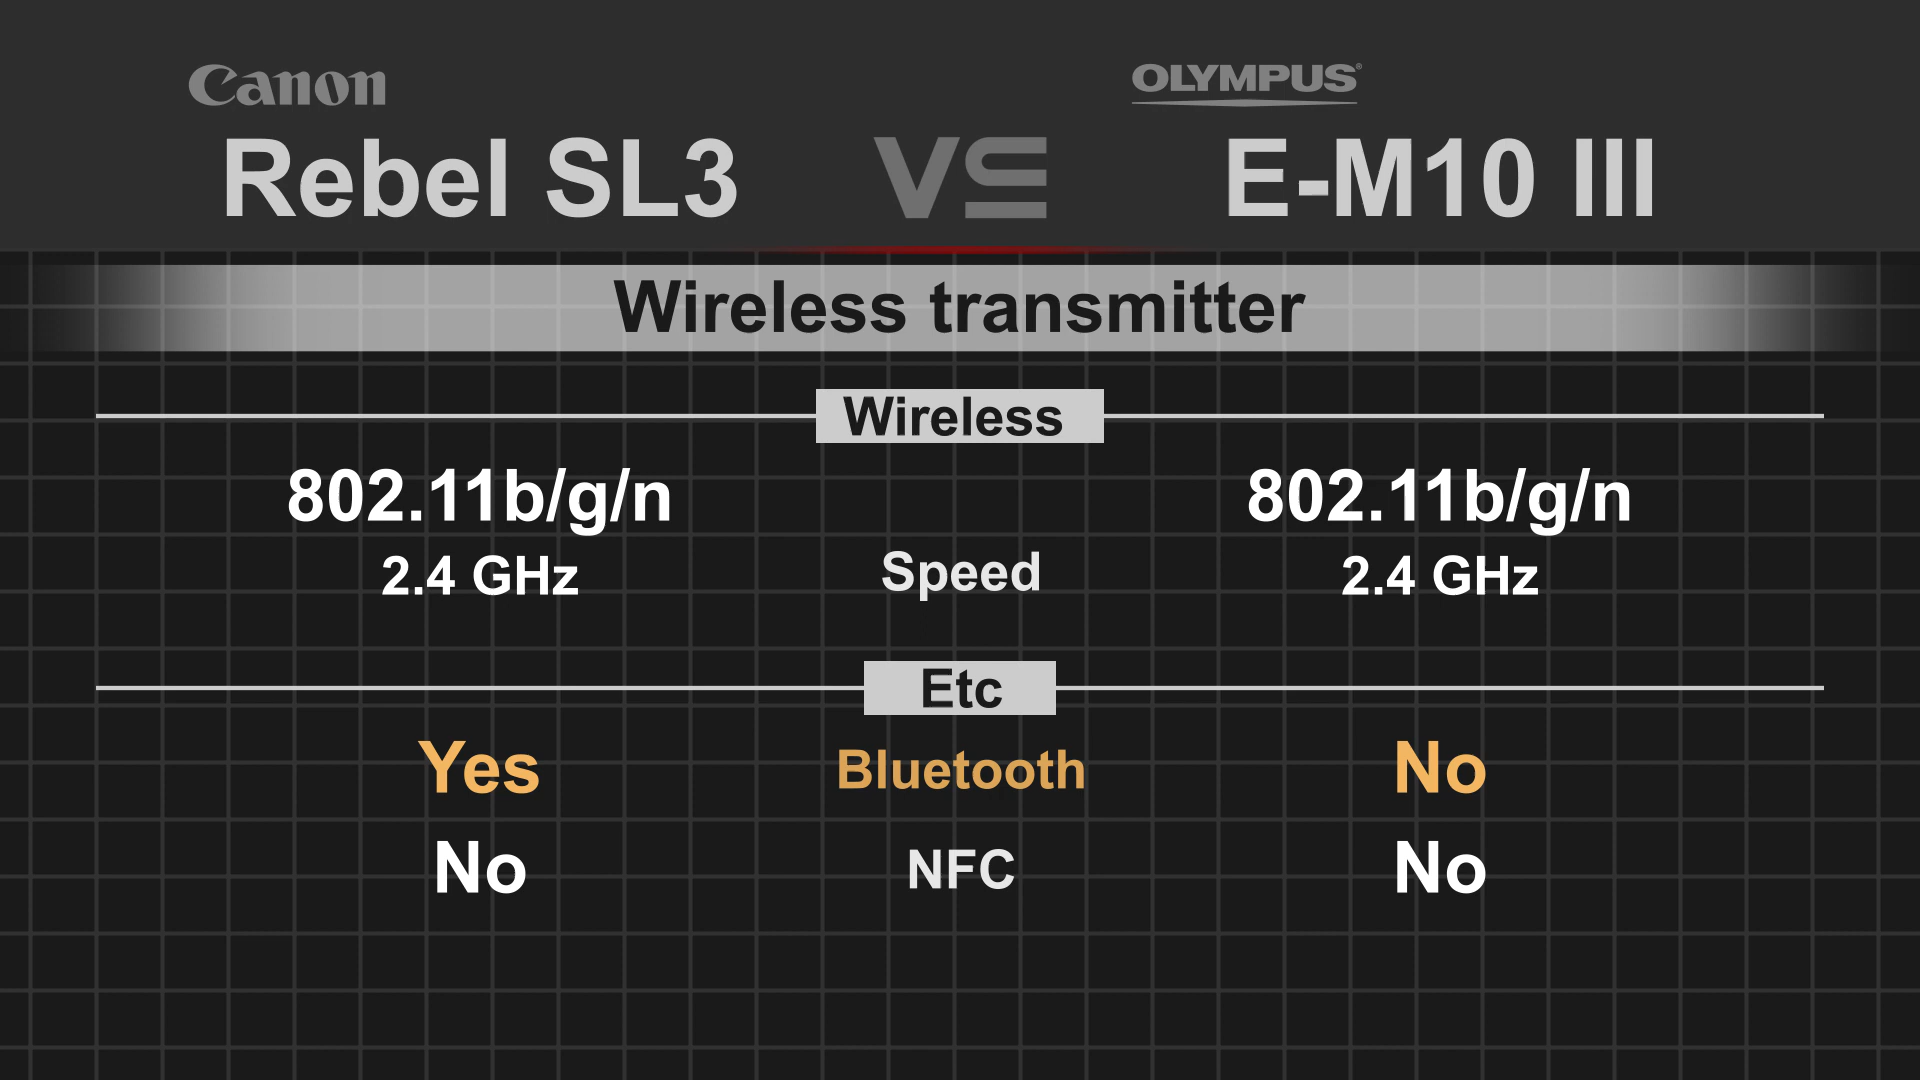 Canon
OLYMPUS®
Rebel SL3 VS E-M10 III
Wireless transmitter
Wireless
802.11b/g/n 802.11b/g/n
2.4 GHz Speed 2.4 GHz
Etc
Yes Bluetooth No
No NFC No